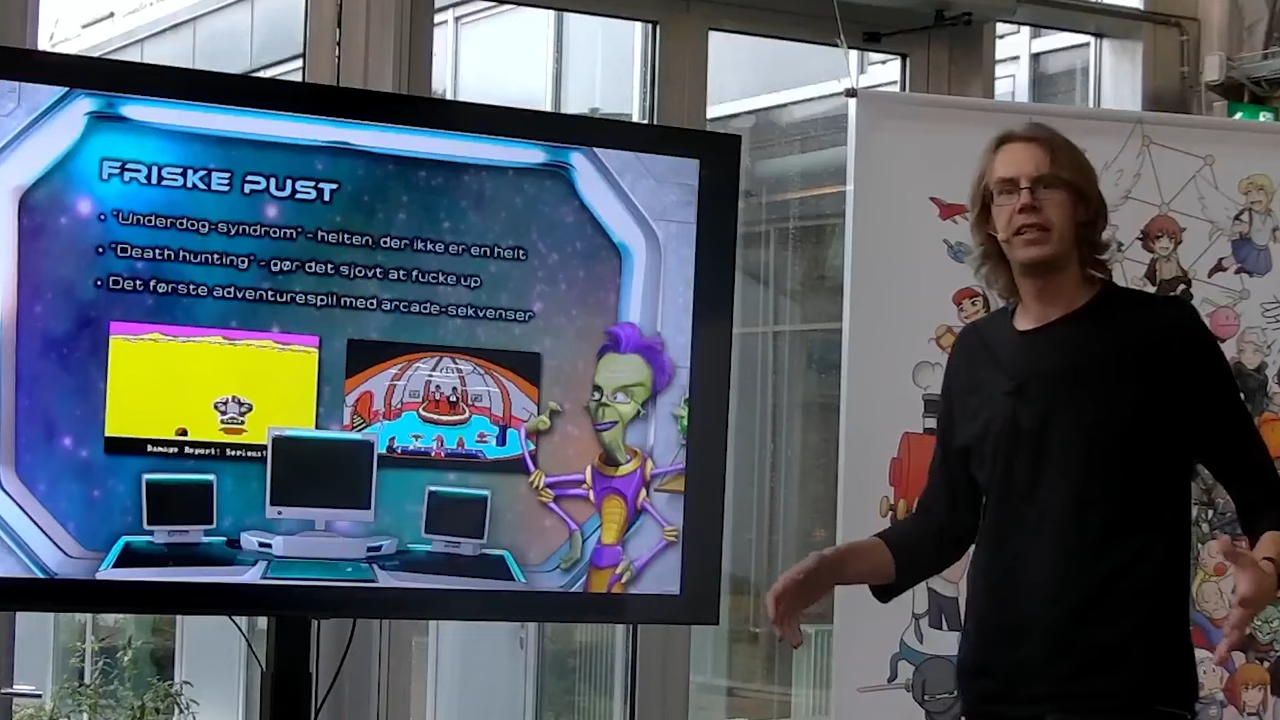 FRISKE PUST
• "Underdog-syndrom" - helten, der ikke er en helt
• "Death hunting" - gør det sjovt at fucke up
• Det første adventurespil med arcade-sekvenser
Damage Report: Serious!